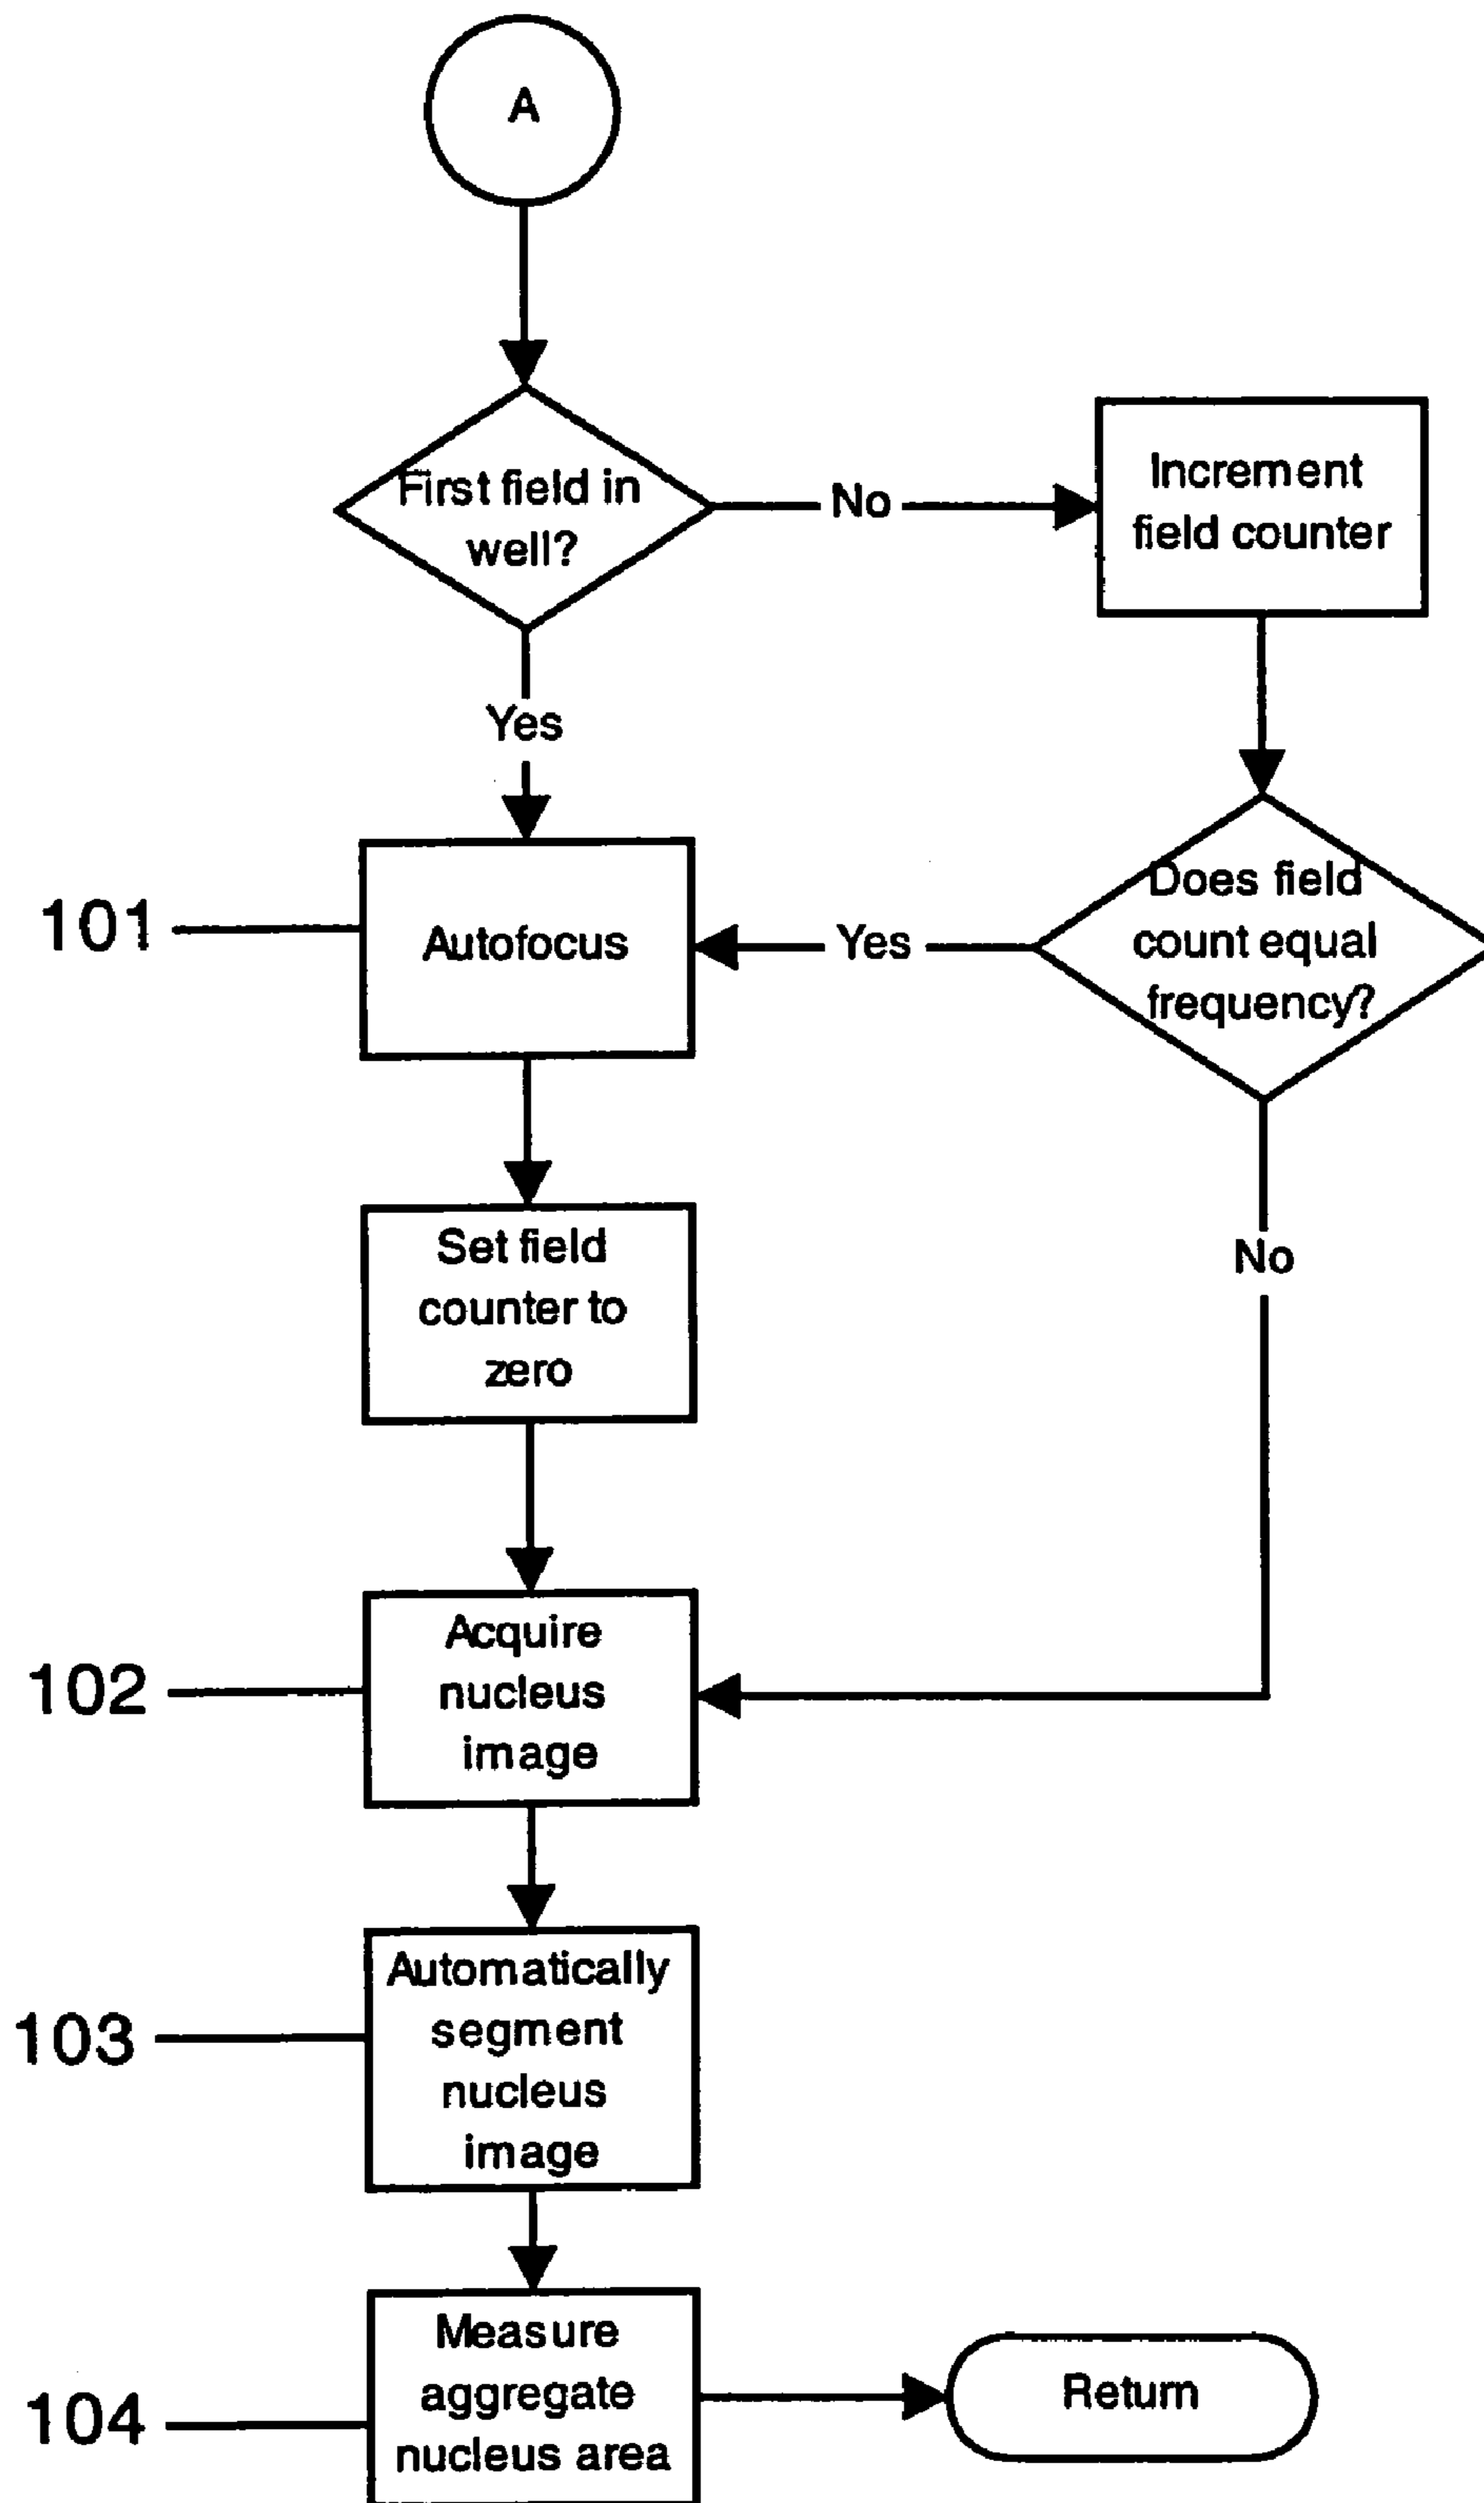 A
First field in
well?
No
Increment
field counter
Yes
101
Autofocus
Yes
Does field
count equal
frequency?
Set field
counter to
zero
No
102
Acquire
nucleus
image
103
Automatically
segment
nucleus
image
104
Measure
aggregate
nucleus area
Return